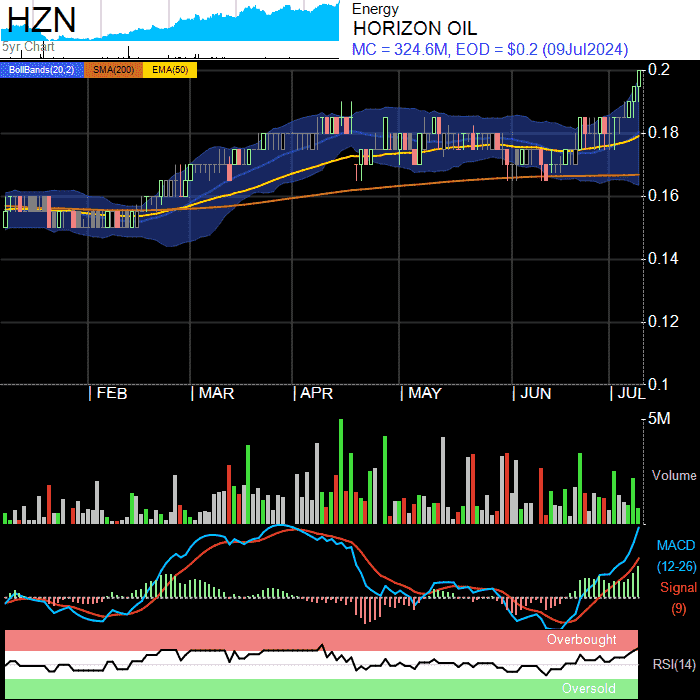 HZN
5yr. Chart
Energy
HORIZON OIL
MC = 324.6M, EOD = $0.2 (09Jul2024)
BollBands(20,2) SMA(200) EMA(50)
0.2
0.18
0.16
0.14
0.12
0.1
| FEB | MAR | APR | MAY | JUN | JUL
5M
Volume
MACD
(12-26)
Signal
(9)
Overbought
RSI(14)
Oversold